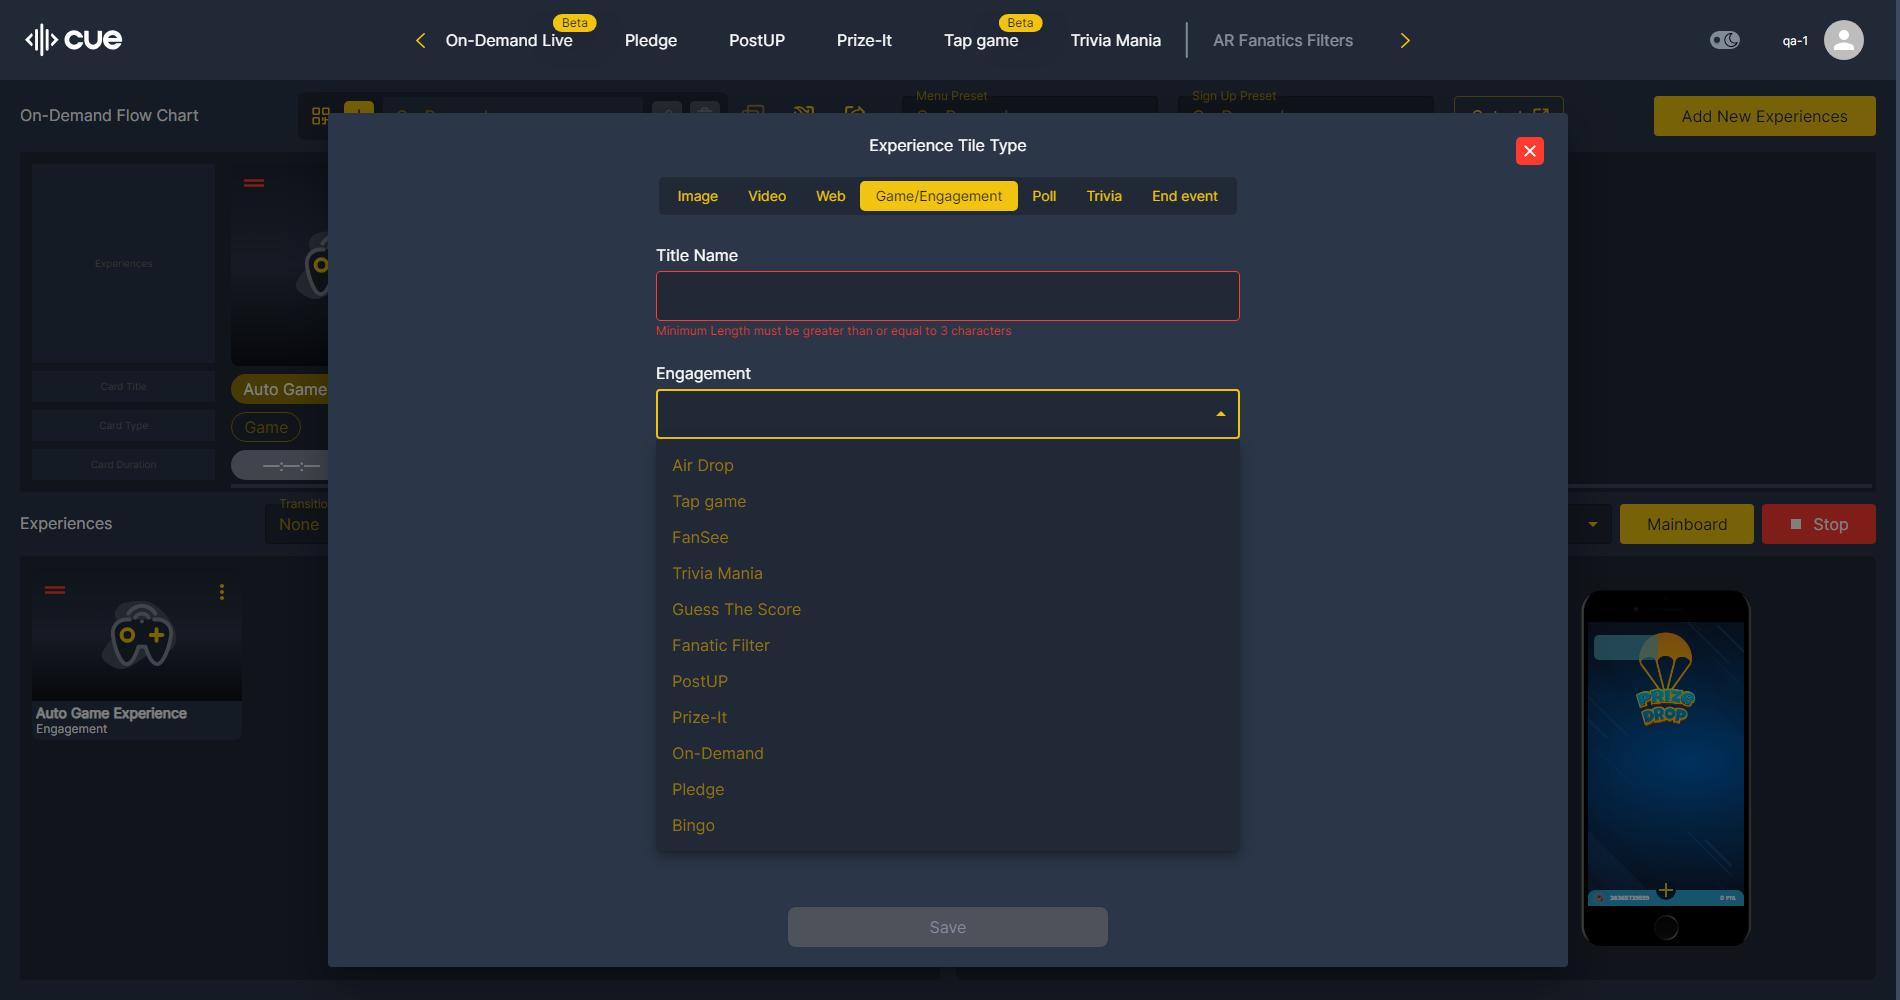 cue
On-Demand Live
Beta
Pledge
PostUP
Prize-It
Tap game
Beta
Trivia Mania
AR Fanatics Filters
qa-1
On-Demand Flow Chart
Menu Preset
Sign Up Preset
Add New Experiences
Experience Tile Type
Image
Video
Web
Game/Engagement
Poll
Trivia
End event
Title Name
Minimum Length must be greater than or equal to 3 characters
Engagement
Air Drop
Tap game
FanSee
Trivia Mania
Guess The Score
Fanatic Filter
PostUP
Prize-It
On-Demand
Pledge
Bingo
Save
Experiences
Card Title
Card Type
Card Duration
Auto Game
Game
—:—:—
Experiences
Transitio
None
Mainboard
Stop
Auto Game Experience
Engagement
PRIZE
DROP
0 PTS